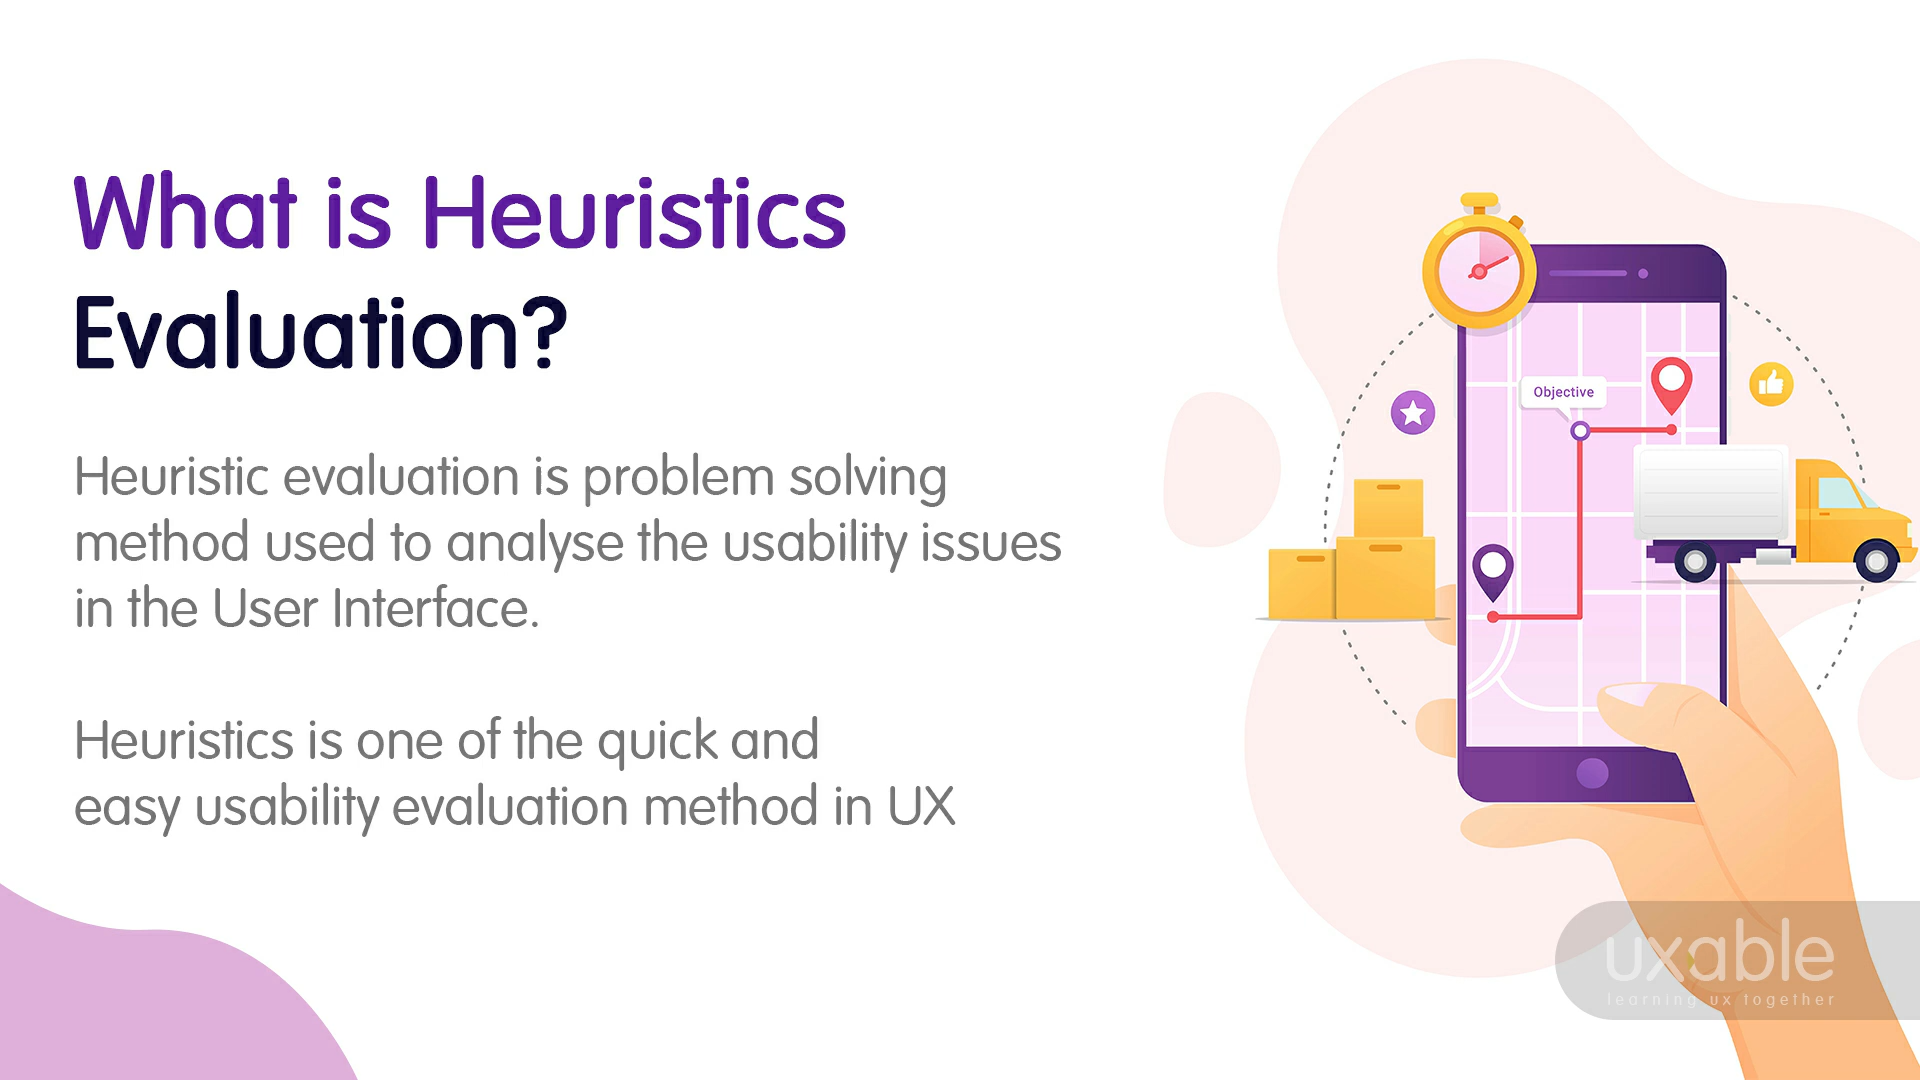 What is Heuristics
Evaluation?
Heuristic evaluation is problem solving
method used to analyse the usability issues
in the User Interface.
Heuristics is one of the quick and
easy usability evaluation method in UX
Objective
uxable
learning ux together